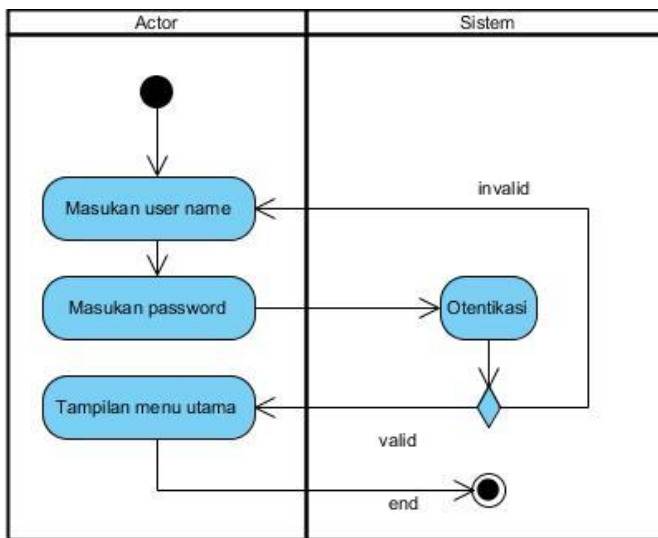 Actor
Sistem
Masukan user name
invalid
Masukan password
Otentikasi
Tampilan menu utama
valid
end